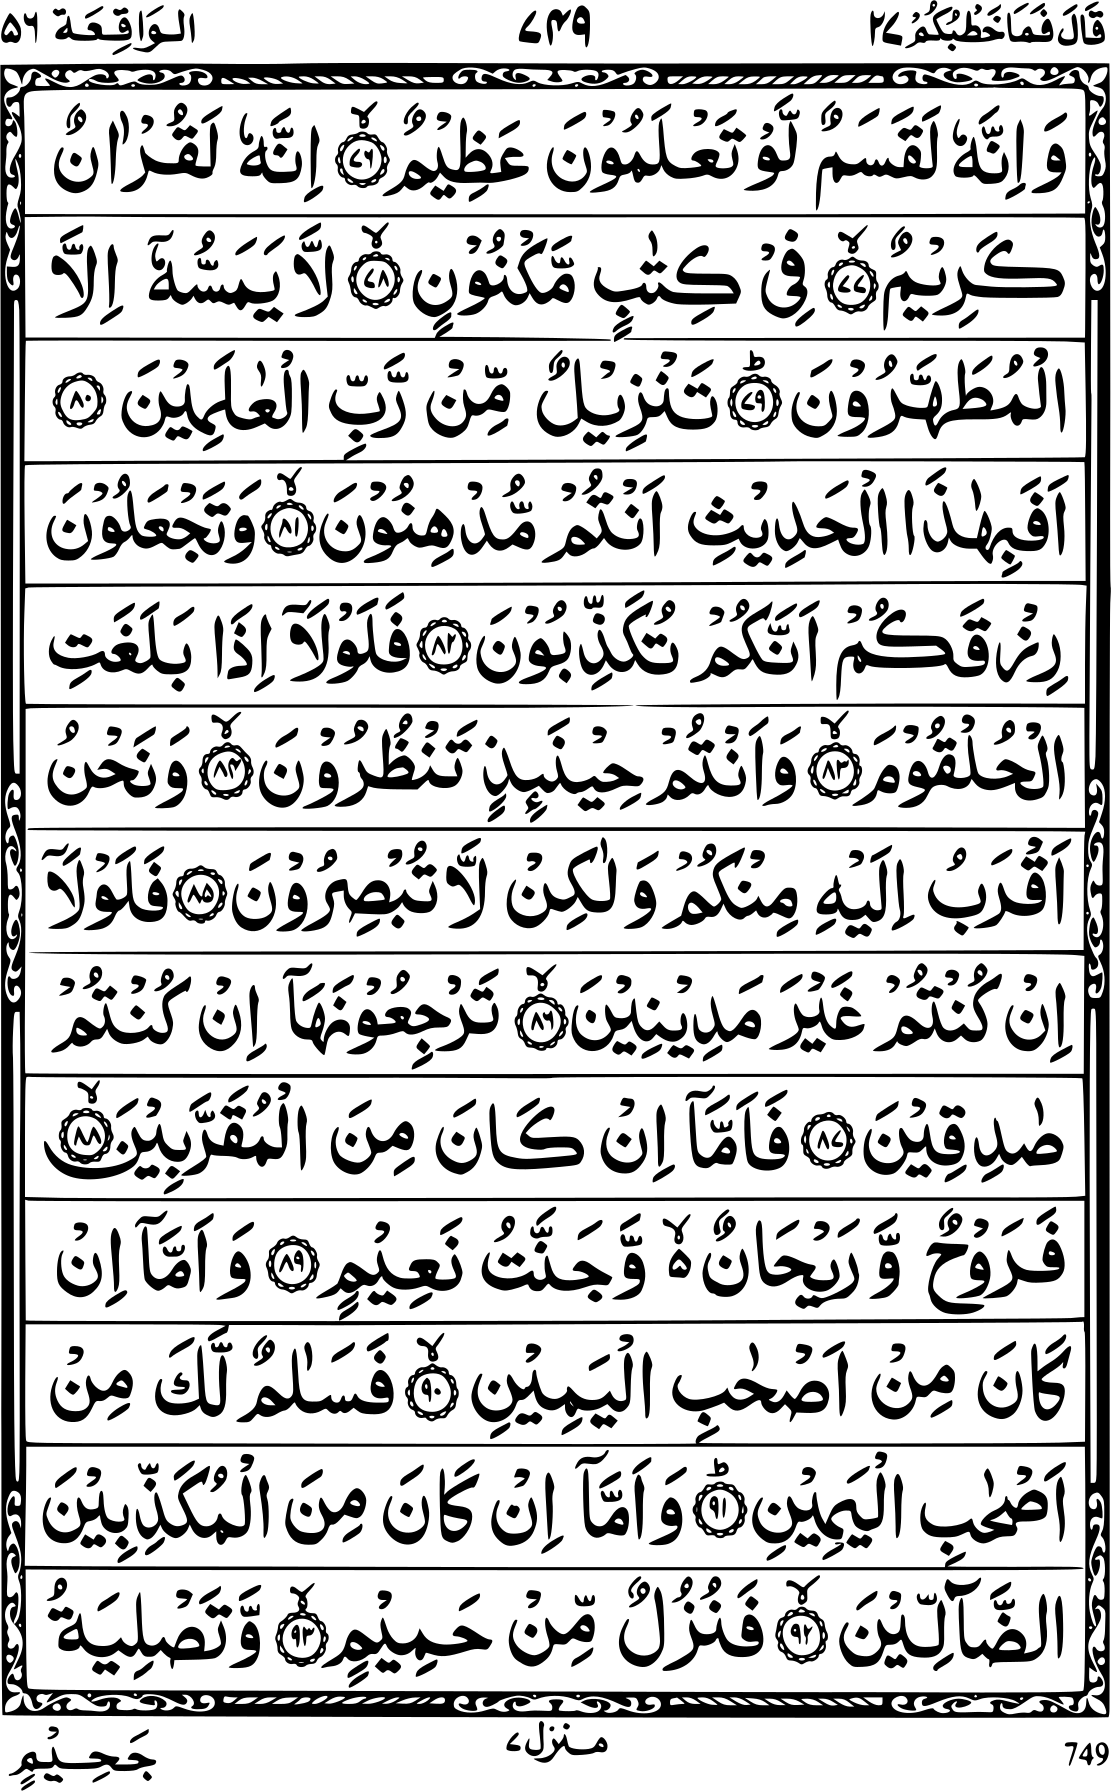 قَالَ فَمَا خَطْبُكُمْ ٢٧ ٧٤٩ الوَاقِعَة ٥٦
وَ اِنَّهٗ لَقَسَمٌ لَّوْ تَعْلَمُوْنَ عَظِيْمٌ ۙ﴿٧٦﴾ اِنَّهٗ لَقُرْاٰنٌ
كَرِيْمٌ ۙ﴿٧٧﴾ فِيْ كِتٰبٍ مَّكْنُوْنٍ ۙ﴿٧٨﴾ لَّا يَمَسُّهٗۤ اِلَّا
الْمُطَهَّرُوْنَ ؕ﴿٧٩﴾ تَنْزِيْلٌ مِّنْ رَّبِّ الْعٰلَمِيْنَ ﴿٨٠﴾
اَفَبِهٰذَا الْحَدِيْثِ اَنْتُمْ مُّدْهِنُوْنَ ۙ﴿٨١﴾ وَتَجْعَلُوْنَ
رِزْقَكُمْ اَنَّكُمْ تُكَذِّبُوْنَ ﴿٨٢﴾ فَلَوْلَاۤ اِذَا بَلَغَتِ
الْحُلْقُوْمَ ۙ﴿٨٣﴾ وَاَنْتُمْ حِيْنَىِٕذٍ تَنْظُرُوْنَ ۙ﴿٨٤﴾ وَنَحْنُ
اَقْرَبُ اِلَيْهِ مِنْكُمْ وَ لٰكِنْ لَّا تُبْصِرُوْنَ ﴿٨٥﴾ فَلَوْلَاۤ
اِنْ كُنْتُمْ غَيْرَ مَدِيْنِيْنَ ۙ﴿٨٦﴾ تَرْجِعُوْنَهَاۤ اِنْ كُنْتُمْ
صٰدِقِيْنَ ﴿٨٧﴾ فَاَمَّاۤ اِنْ كَانَ مِنَ الْمُقَرَّبِيْنَ ۙ﴿٨٨﴾
فَرَوْحٌ وَّ رَيْحَانٌ ۙ۬ وَّ جَنَّتُ نَعِيْمٍ ﴿٨٩﴾ وَ اَمَّاۤ اِنْ
كَانَ مِنْ اَصْحٰبِ الْيَمِيْنِ ۙ﴿٩٠﴾ فَسَلٰمٌ لَّكَ مِنْ
اَصْحٰبِ الْيَمِيْنِ ؕ﴿٩١﴾ وَ اَمَّاۤ اِنْ كَانَ مِنَ الْمُكَذِّبِيْنَ
الضَّآلِّيْنَ ۙ﴿٩٢﴾ فَنُزُلٌ مِّنْ حَمِيْمٍ ۙ﴿٩٣﴾ وَّتَصْلِيَةُ
749 منزل ٧ جَحِيْمٍ